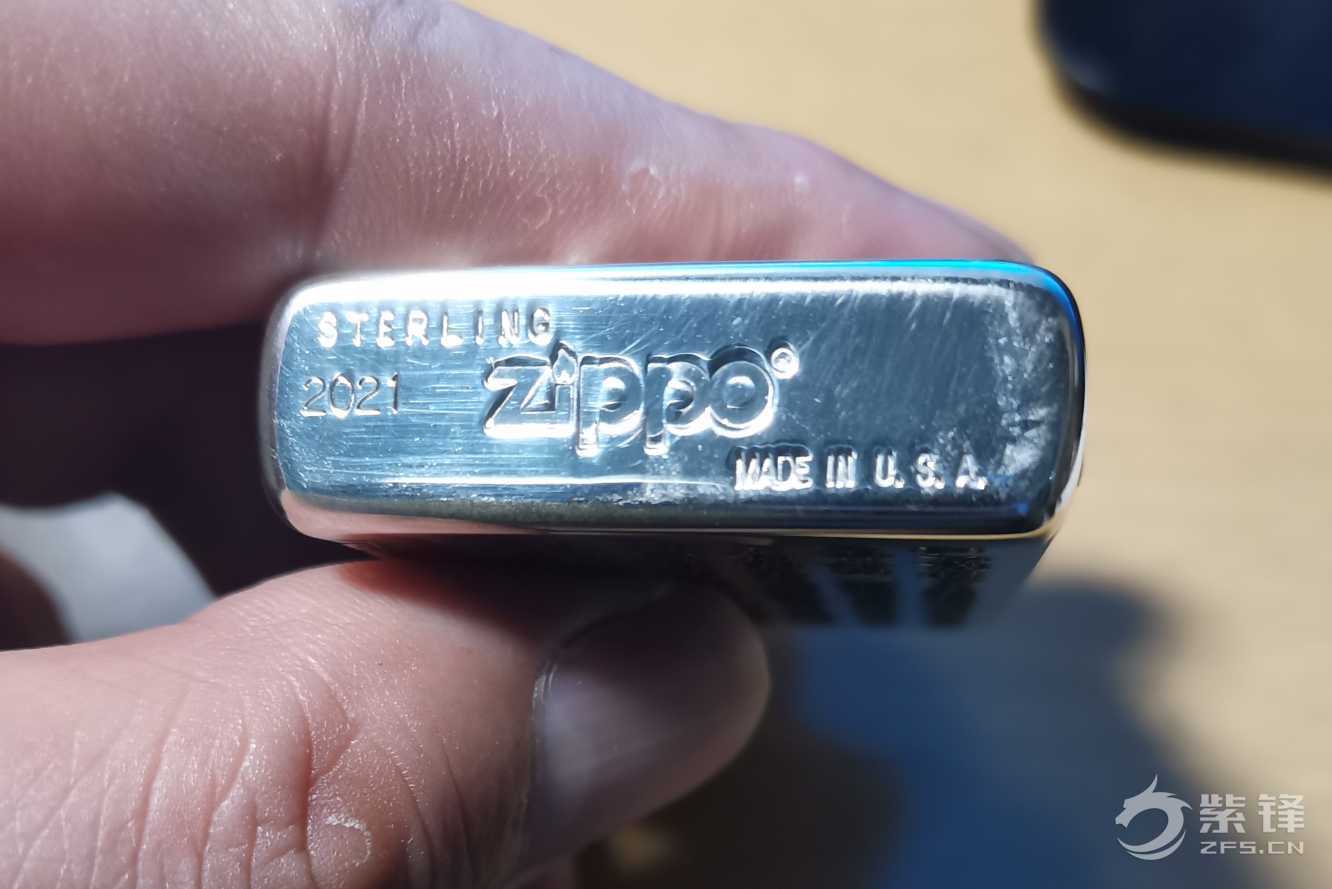 STERLING
2021
zippo®
MADE IN U.S.A.
紫锋
ZFS.CN